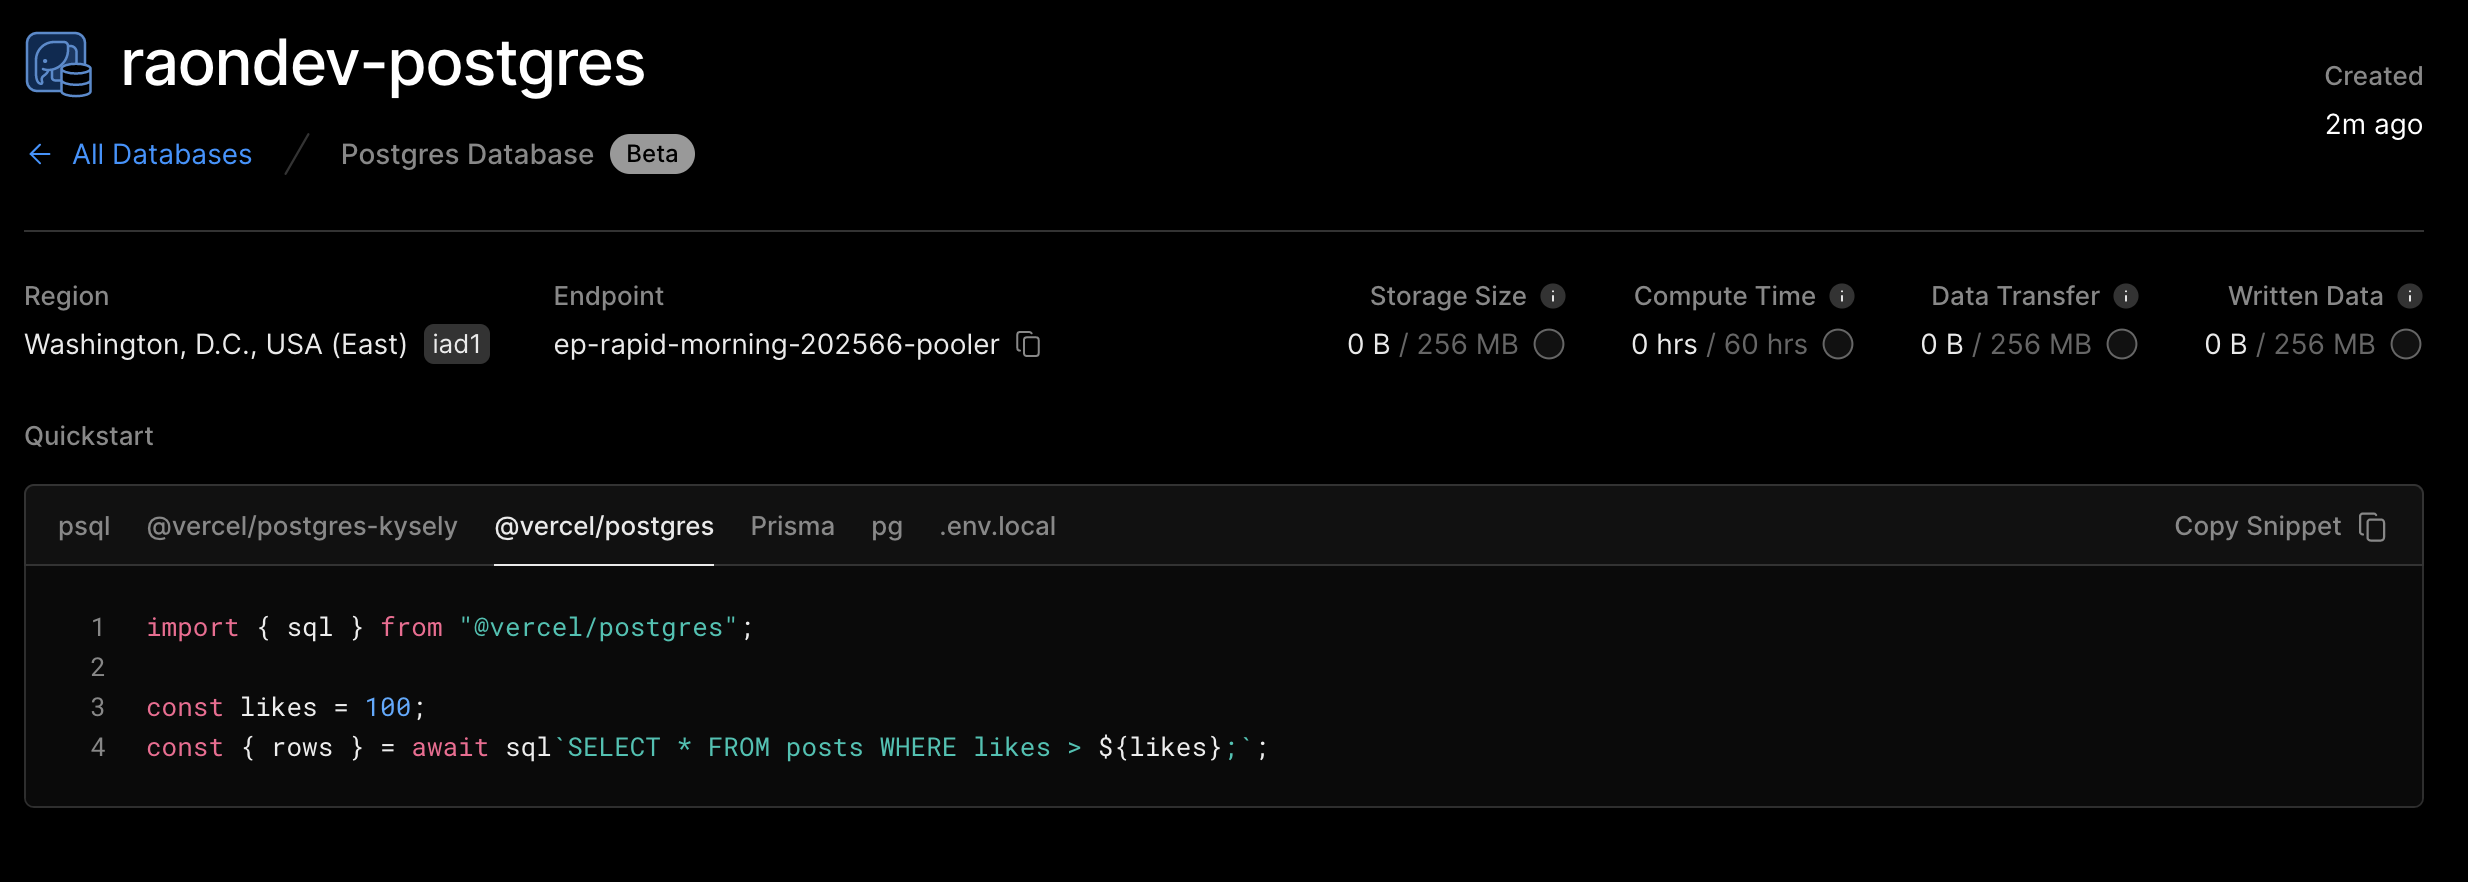 raondev-postgres
Created
2m ago
← All Databases / Postgres Database Beta
Region
Washington, D.C., USA (East) iad1
Endpoint
ep-rapid-morning-202566-pooler
Storage Size
0 B / 256 MB
Compute Time
0 hrs / 60 hrs
Data Transfer
0 B / 256 MB
Written Data
0 B / 256 MB
Quickstart
psql @vercel/postgres-kysely @vercel/postgres Prisma pg .env.local Copy Snippet
1 import { sql } from "@vercel/postgres";
2
3 const likes = 100;
4 const { rows } = await sql`SELECT * FROM posts WHERE likes > ${likes};`;